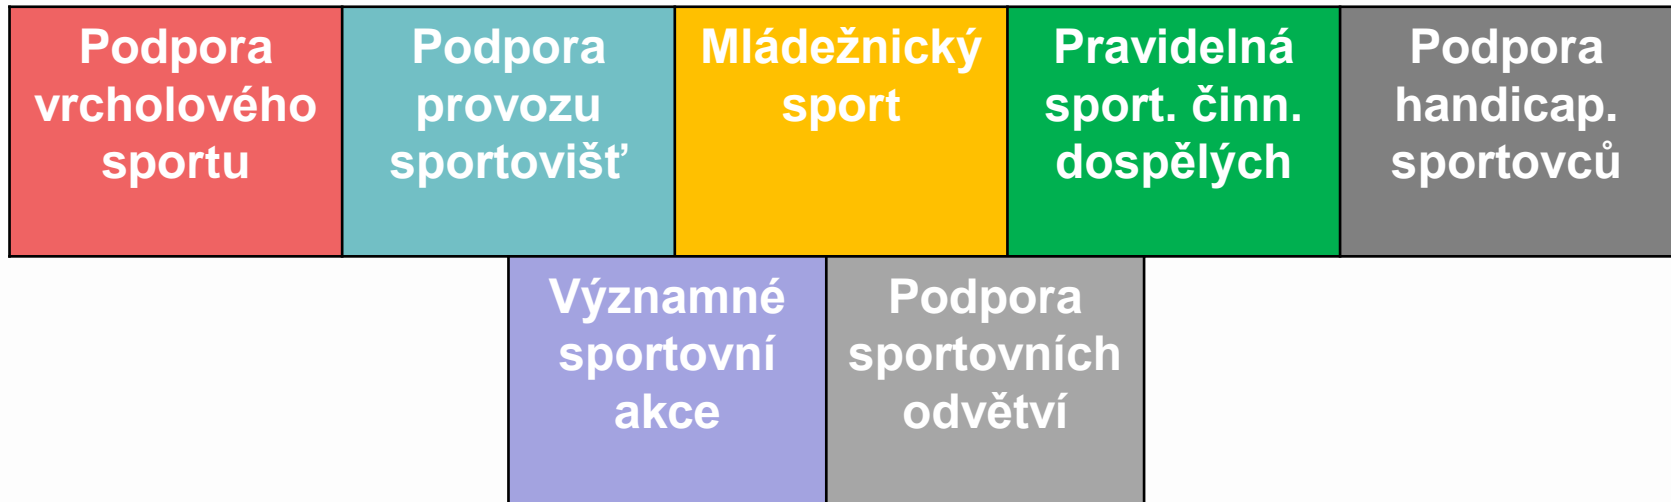 Podpora
vrcholového
sportu
Podpora
provozu
sportovišť
Mládežnický
sport
Pravidelná
sport. činn.
dospělých
Podpora
handicap.
sportovců
Významné
sportovní
akce
Podpora
sportovních
odvětví